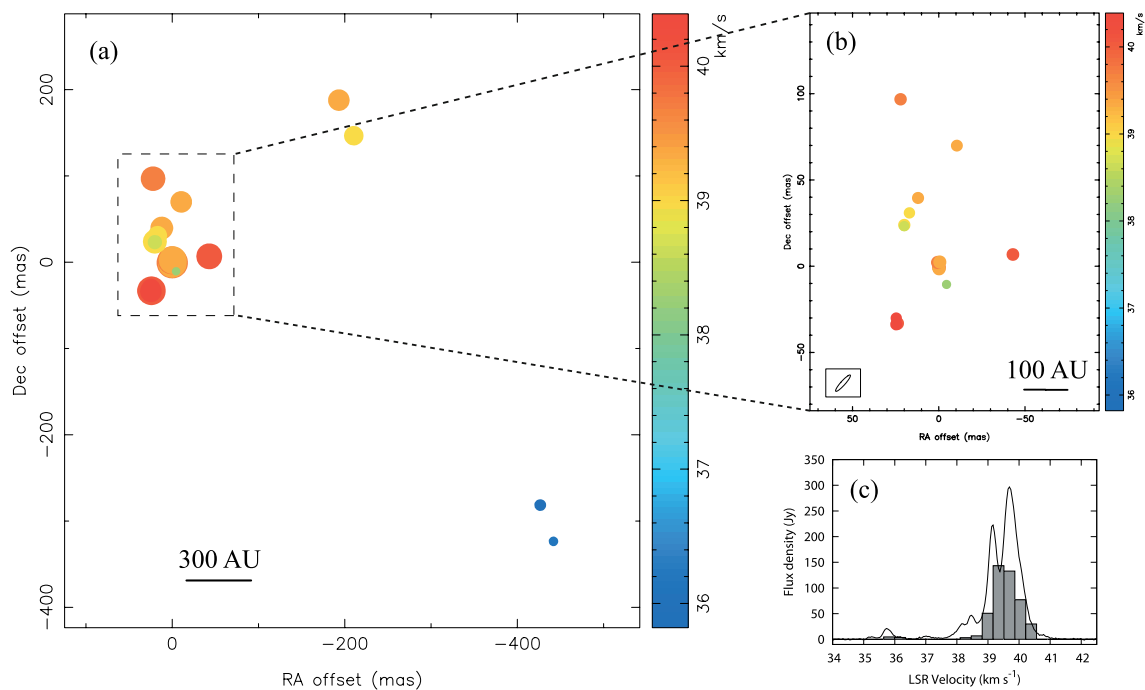 (a)
200
0
−200
−400
Dec offset (mas)
0
−200
−400
RA offset (mas)
300 AU
km/s
40
39
38
37
36
(b)
100
50
0
−50
Dec offset (mas)
50
0
−50
RA offset (mas)
100 AU
km/s
40
39
38
37
36
(c)
350
300
250
200
150
100
50
0
Flux density (Jy)
34 35 36 37 38 39 40 41 42
LSR Velocity (km s-1)